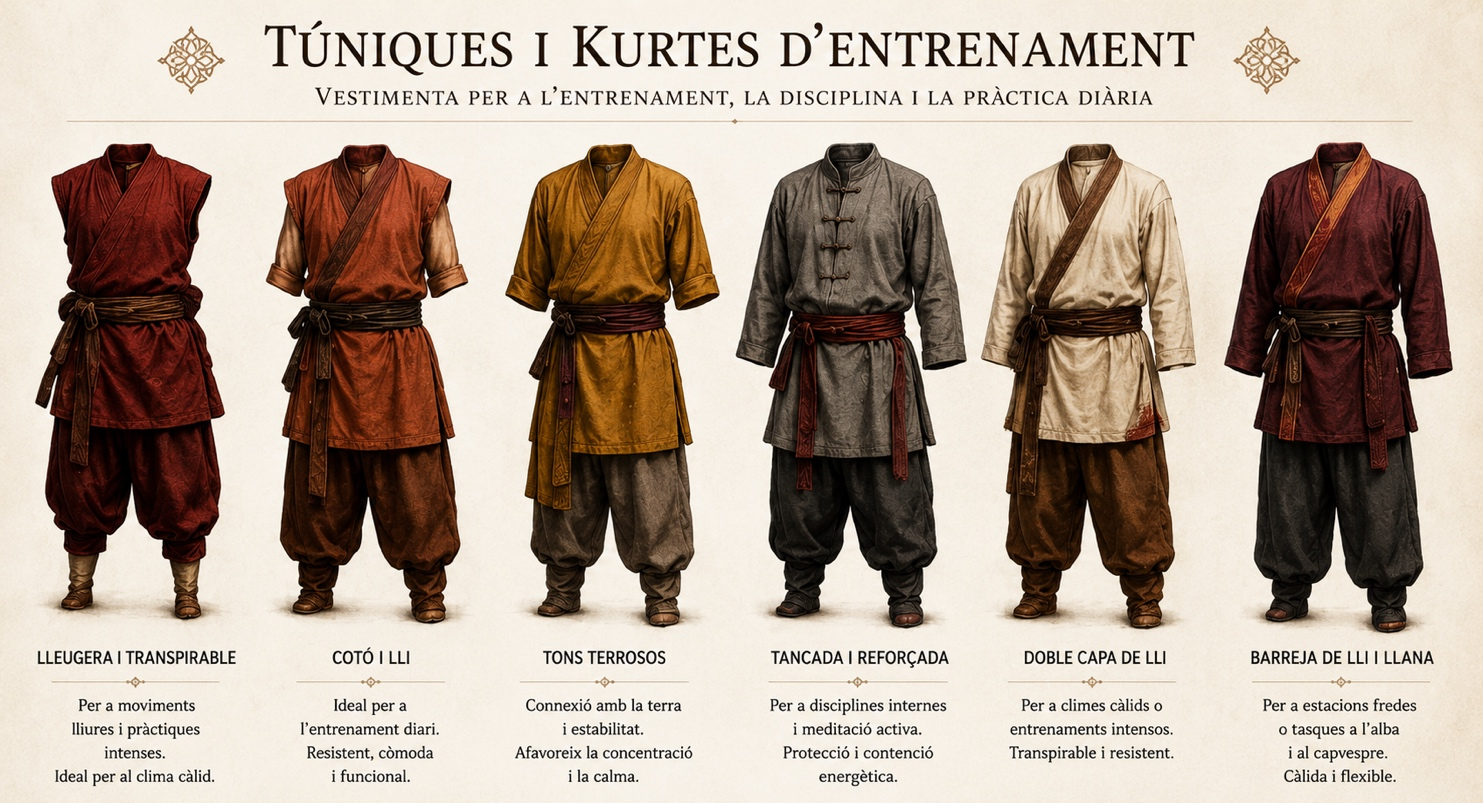 Túniques i Kurtes d’entrenament
Vestimenta per a l’entrenament, la disciplina i la pràctica diària
LLEUGERA I TRANSPIRABLE
Per a moviments
lliures i pràctiques
intenses.
Ideal per al clima càlid.
COTÓ I LLI
Ideal per a
l’entrenament diari.
Resistent, còmoda
i funcional.
TONS TERROSOS
Connexió amb la terra
i estabilitat.
Afavoreix la concentració
i la calma.
TANCADA I REFORÇADA
Per a disciplines internes
i meditació activa.
Protecció i contenció
energètica.
DOBLE CAPA DE LLI
Per a climes càlids o
entrenaments intensos.
Transpirable i resistent.
BARREJA DE LLI I LLANA
Per a estacions fredes
o tasques a l’alba
i al capvespre.
Càlida i flexible.